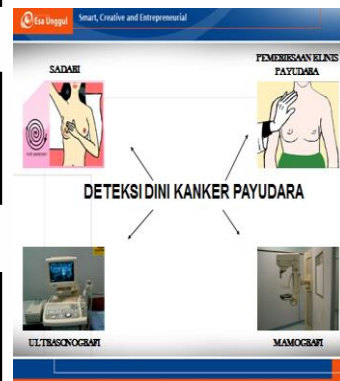 Esa Unggul
Smart, Creative and Entrepreneurial
SADARI
PEMERIKSAAN KLINIS
PAYUDARA
DETEKSI DINI KANKER PAYUDARA
ULTRASONOGRAFI
MAMOGRAFI